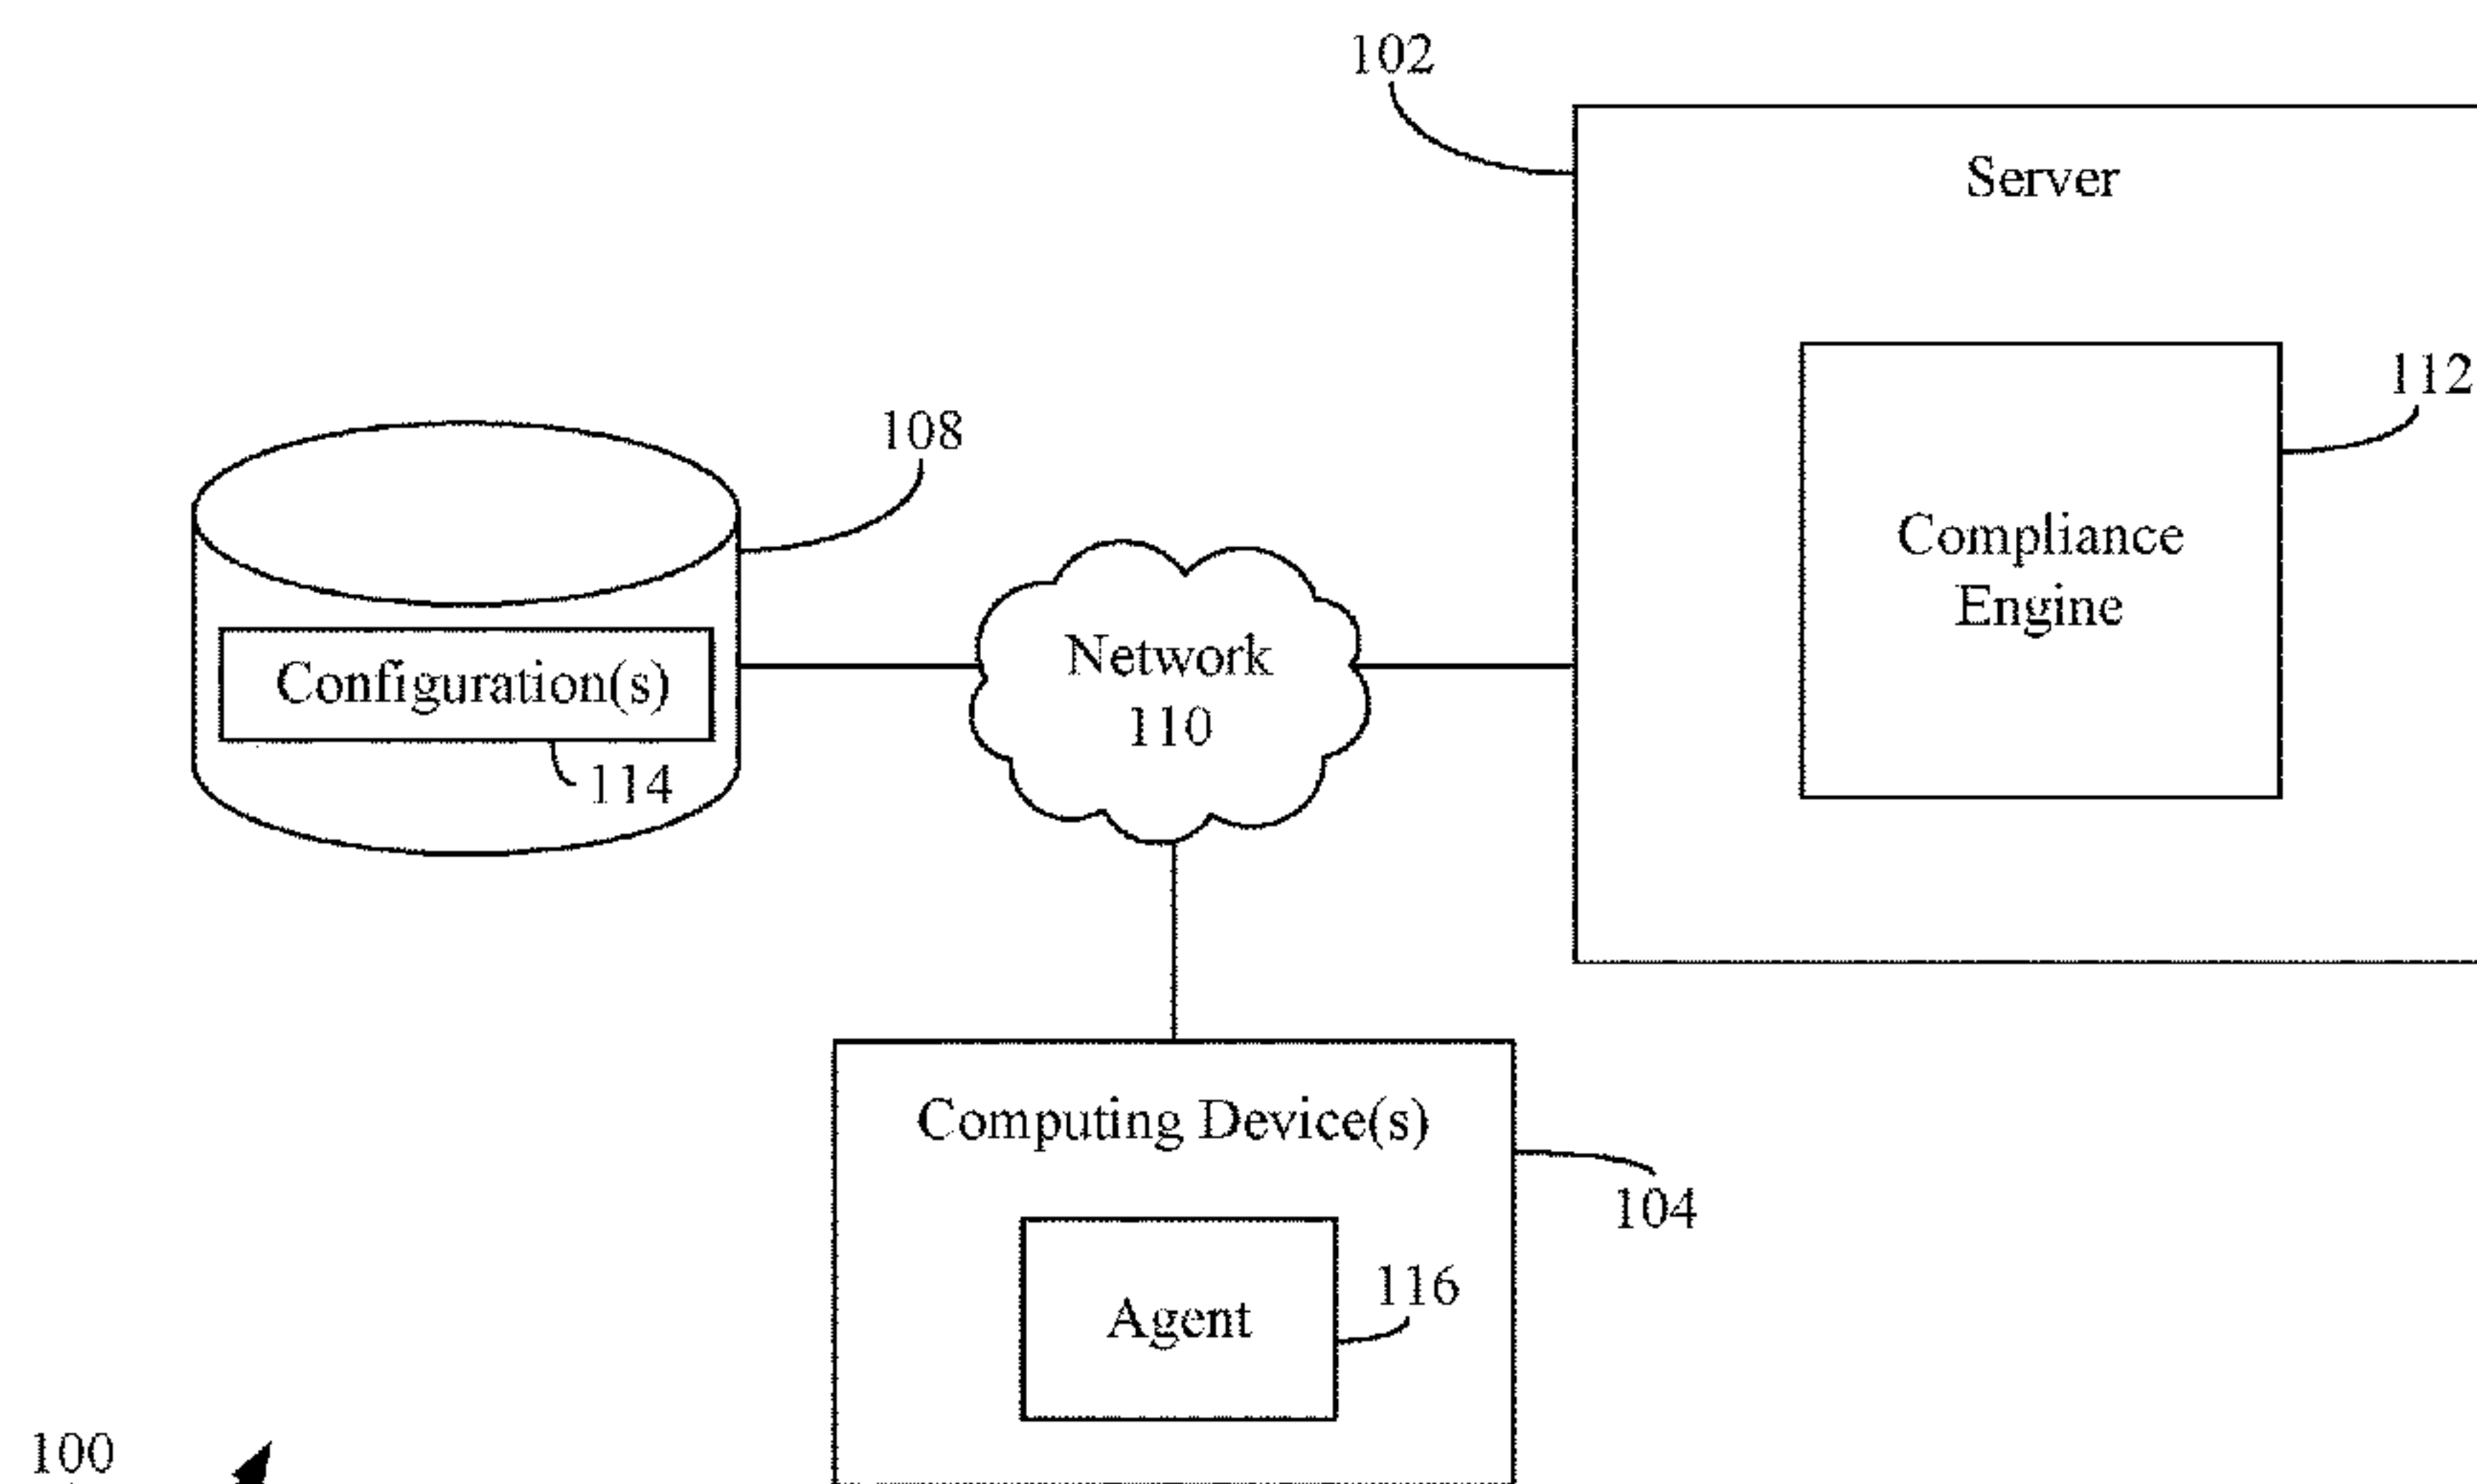 102
Server
112
108
Compliance
Engine
Network
110
Configuration(s)
114
Computing Device(s)
104
116
Agent
100